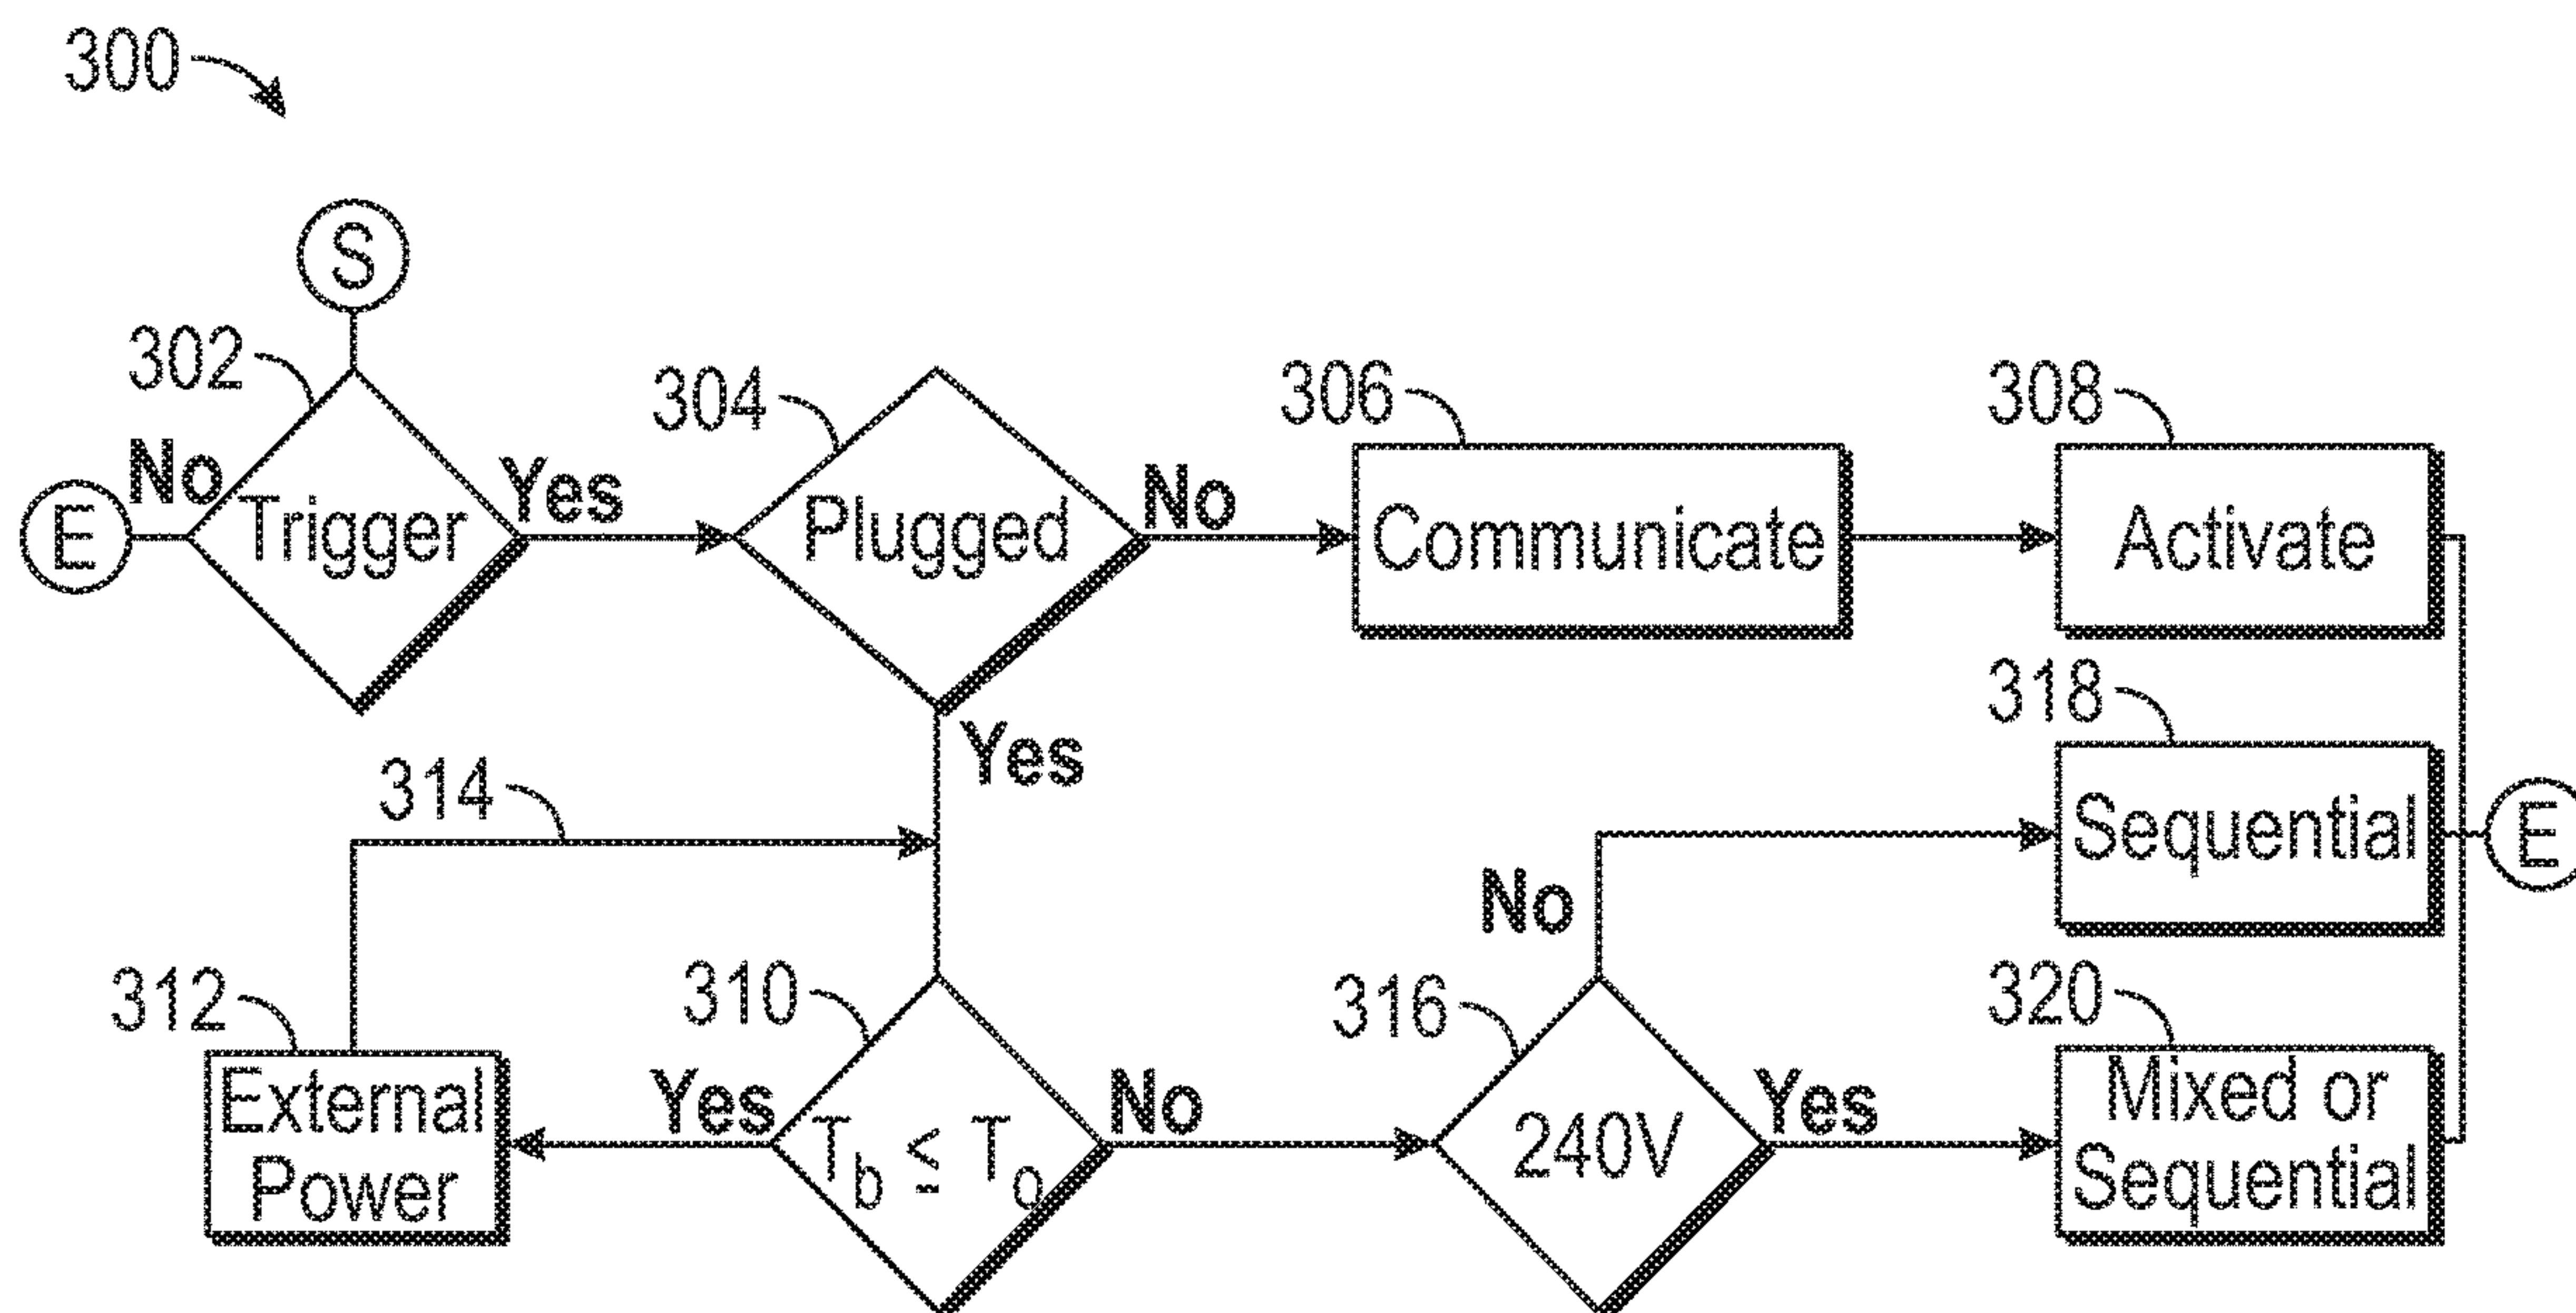 300
S
302
304
306
308
E
No
Trigger
Yes
Plugged
No
Communicate
Activate
Yes
314
318
Sequential
E
No
312
310
316
320
External
Power
Yes
Tb ≤ To
No
240V
Yes
Mixed or
Sequential